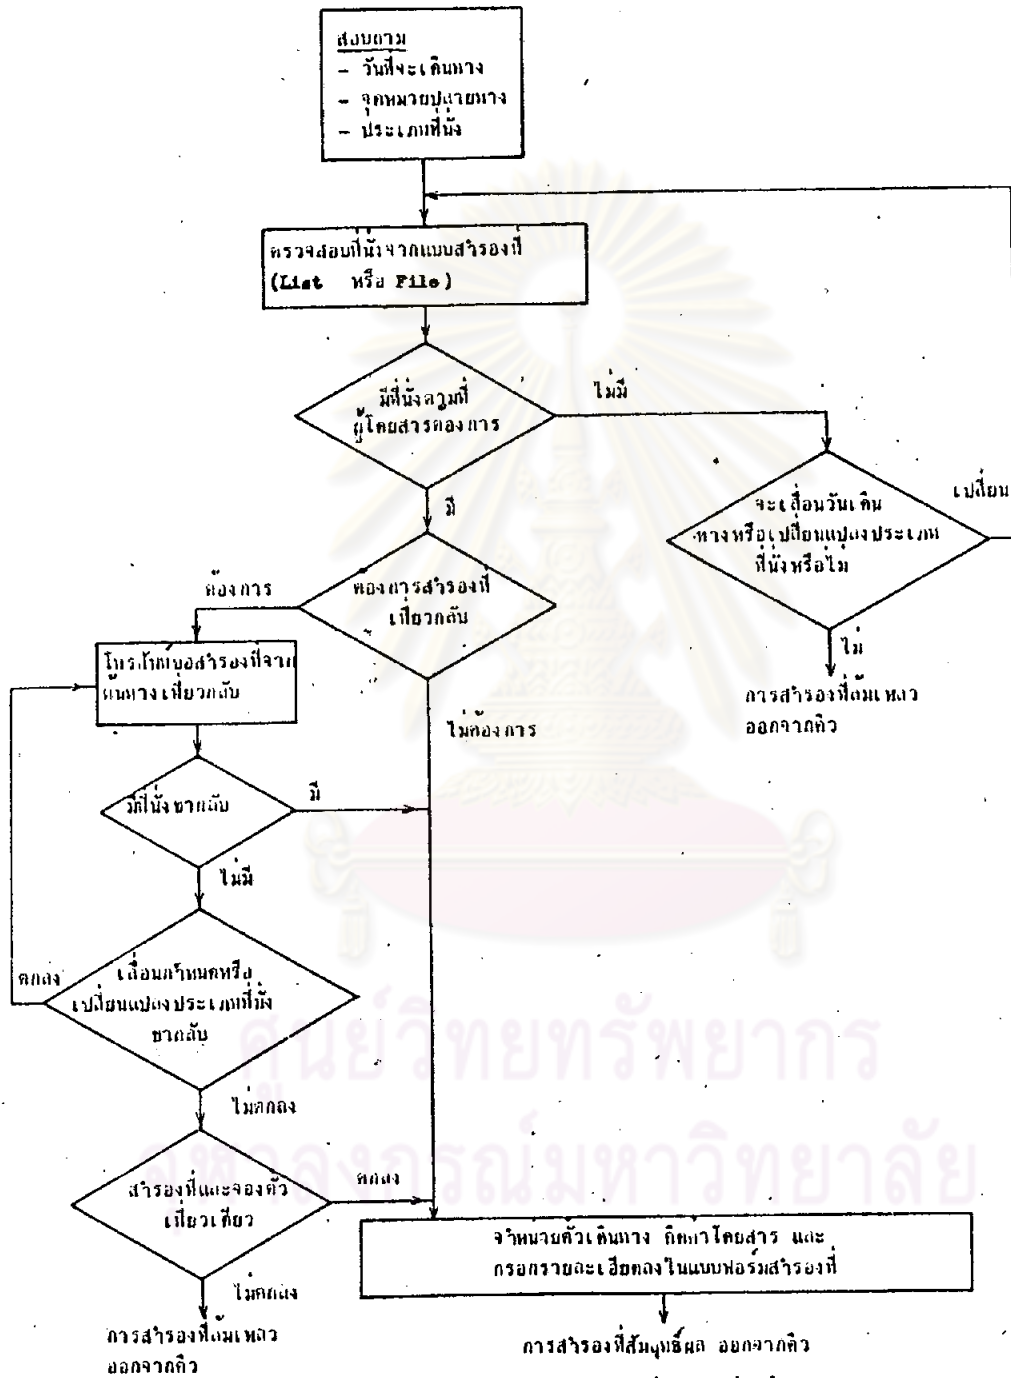 สอบถาม
- วันที่จะเดินทาง
- จุดหมายปลายทาง
- ประเภทที่นั่ง
ตรวจสอบที่นั่งจากแบบสำรองที่
(List หรือ File)
มีที่นั่งตามที่
ผู้โดยสารต้องการ
ไม่มี
มี
จะเลื่อนวันเดิน
ทางหรือเปลี่ยนแปลงประเภท
ที่นั่งหรือไม่
เปลี่ยน
ไม่
การสำรองที่ล้มเหลว
ออกจากคิว
ต้องการสำรองที่
เที่ยวกลับ
ต้องการ
ไม่ต้องการ
โทรศัพท์ขอสำรองที่จาก
ต้นทางเที่ยวกลับ
มีที่นั่งขากลับ
มี
ไม่มี
เลื่อนกำหนดหรือ
เปลี่ยนแปลงประเภทที่นั่ง
ขากลับ
ตกลง
ไม่ตกลง
สำรองที่และจองตั๋ว
เที่ยวเดียว
ตกลง
ไม่ตกลง
การสำรองที่ล้มเหลว
ออกจากคิว
จำหน่ายตั๋วเดินทาง คิดค่าโดยสาร และ
กรอกรายละเอียดลงในแบบฟอร์มสำรองที่
การสำรองที่สัมฤทธิ์ผล ออกจากคิว
ศูนย์วิทยทรัพยากร
จุฬาลงกรณ์มหาวิทยาลัย